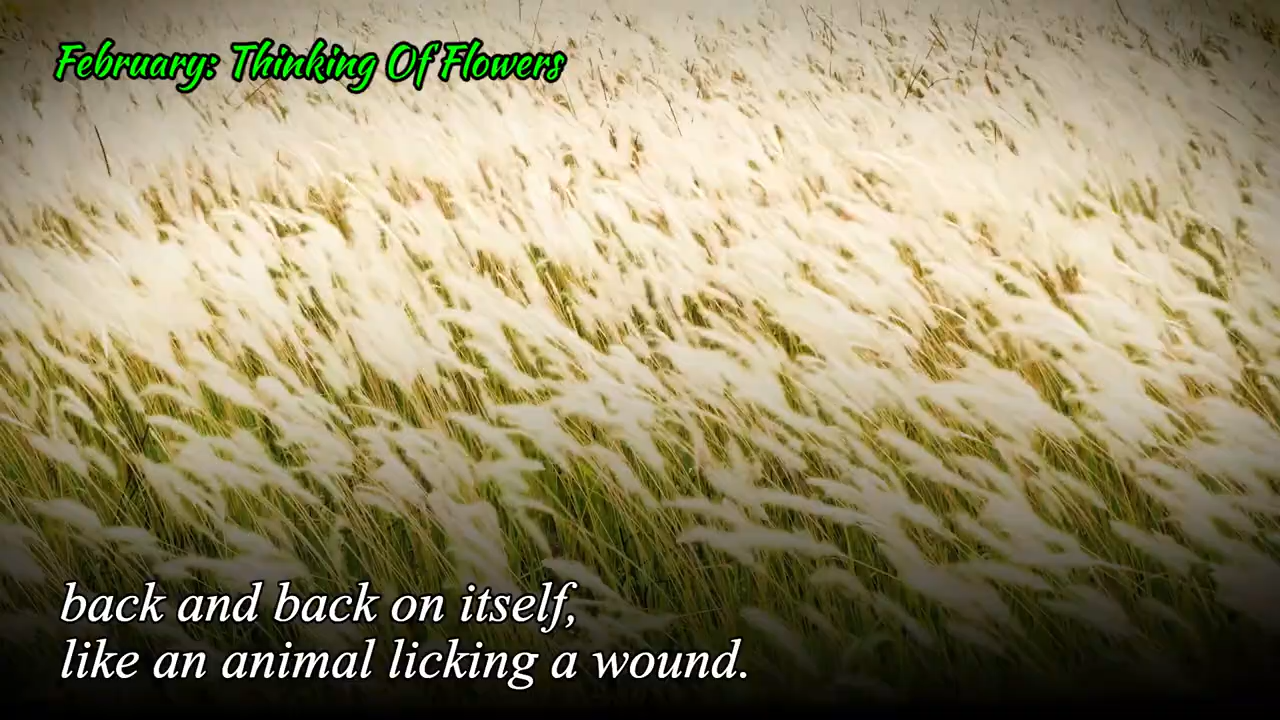 February: Thinking Of Flowers
back and back on itself,
like an animal licking a wound.